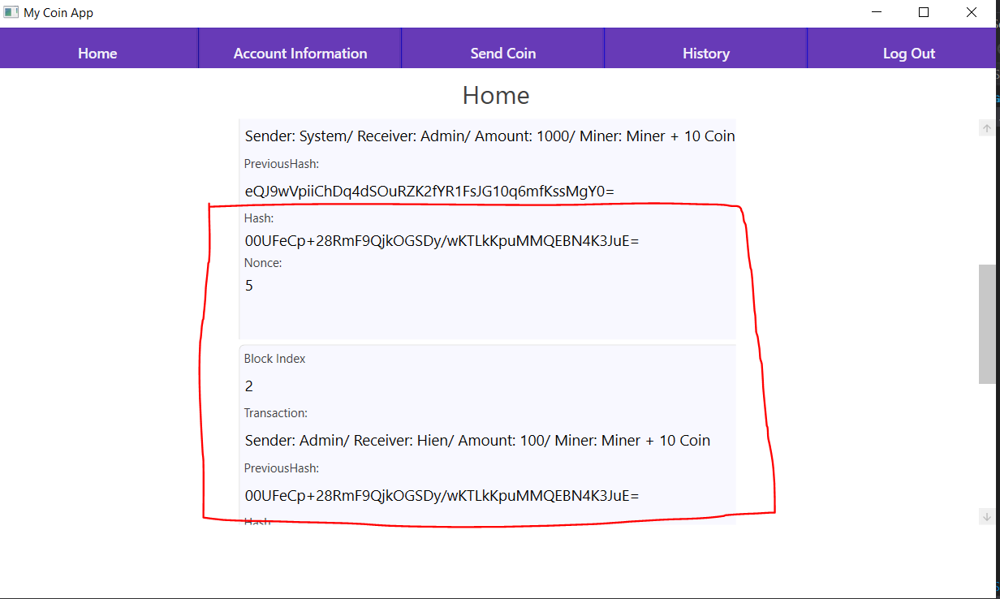 My Coin App
Home
Account Information
Send Coin
History
Log Out
Home
Sender: System/ Receiver: Admin/ Amount: 1000/ Miner: Miner + 10 Coin
PreviousHash:
eQJ9wVpiiChDq4dSOuRZK2fYR1FsJG10q6mfKssMgY0=
Hash:
00UFeCp+28RmF9QjkOGSDy/wKTLkKpuMMQEBN4K3JuE=
Nonce:
5
Block Index
2
Transaction:
Sender: Admin/ Receiver: Hien/ Amount: 100/ Miner: Miner + 10 Coin
PreviousHash:
00UFeCp+28RmF9QjkOGSDy/wKTLkKpuMMQEBN4K3JuE=
Hash